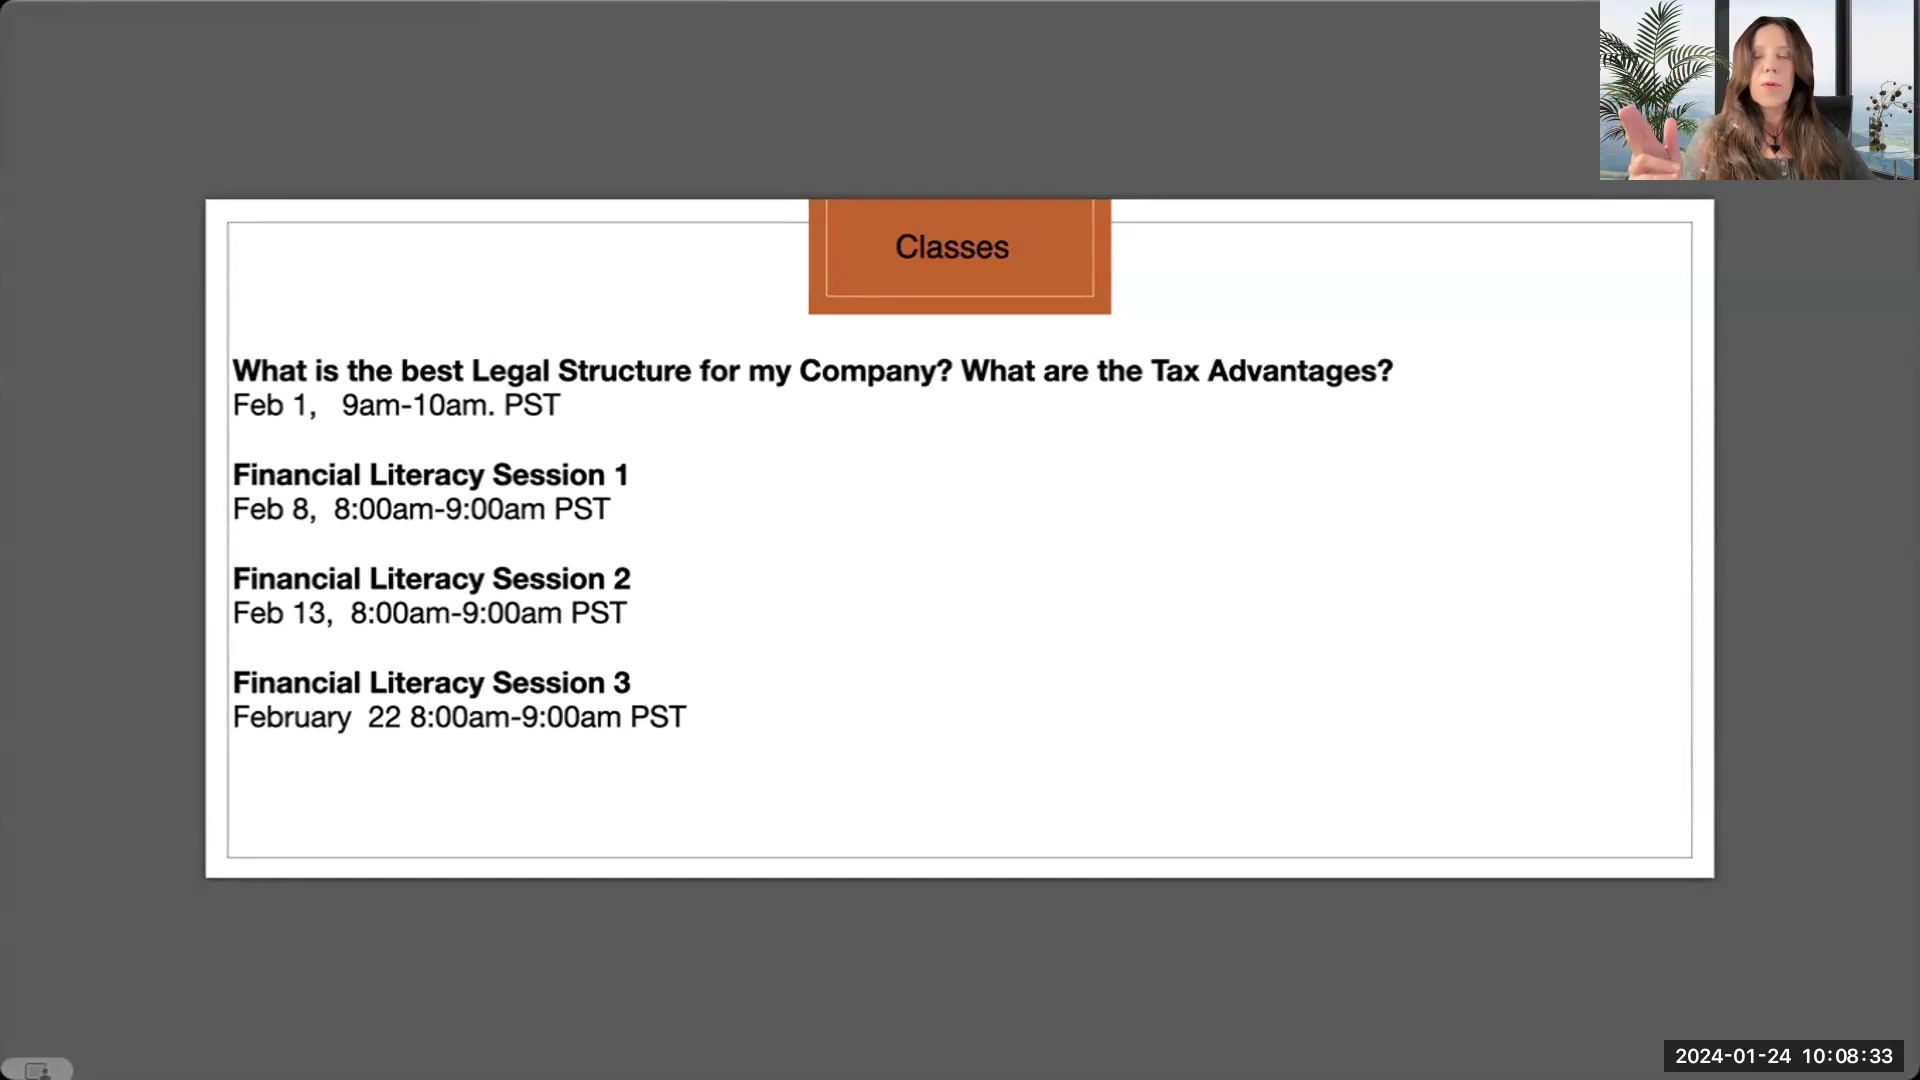 Classes
What is the best Legal Structure for my Company? What are the Tax Advantages?
Feb 1, 9am-10am. PST
Financial Literacy Session 1
Feb 8, 8:00am-9:00am PST
Financial Literacy Session 2
Feb 13, 8:00am-9:00am PST
Financial Literacy Session 3
February 22 8:00am-9:00am PST
2024-01-24 10:08:33